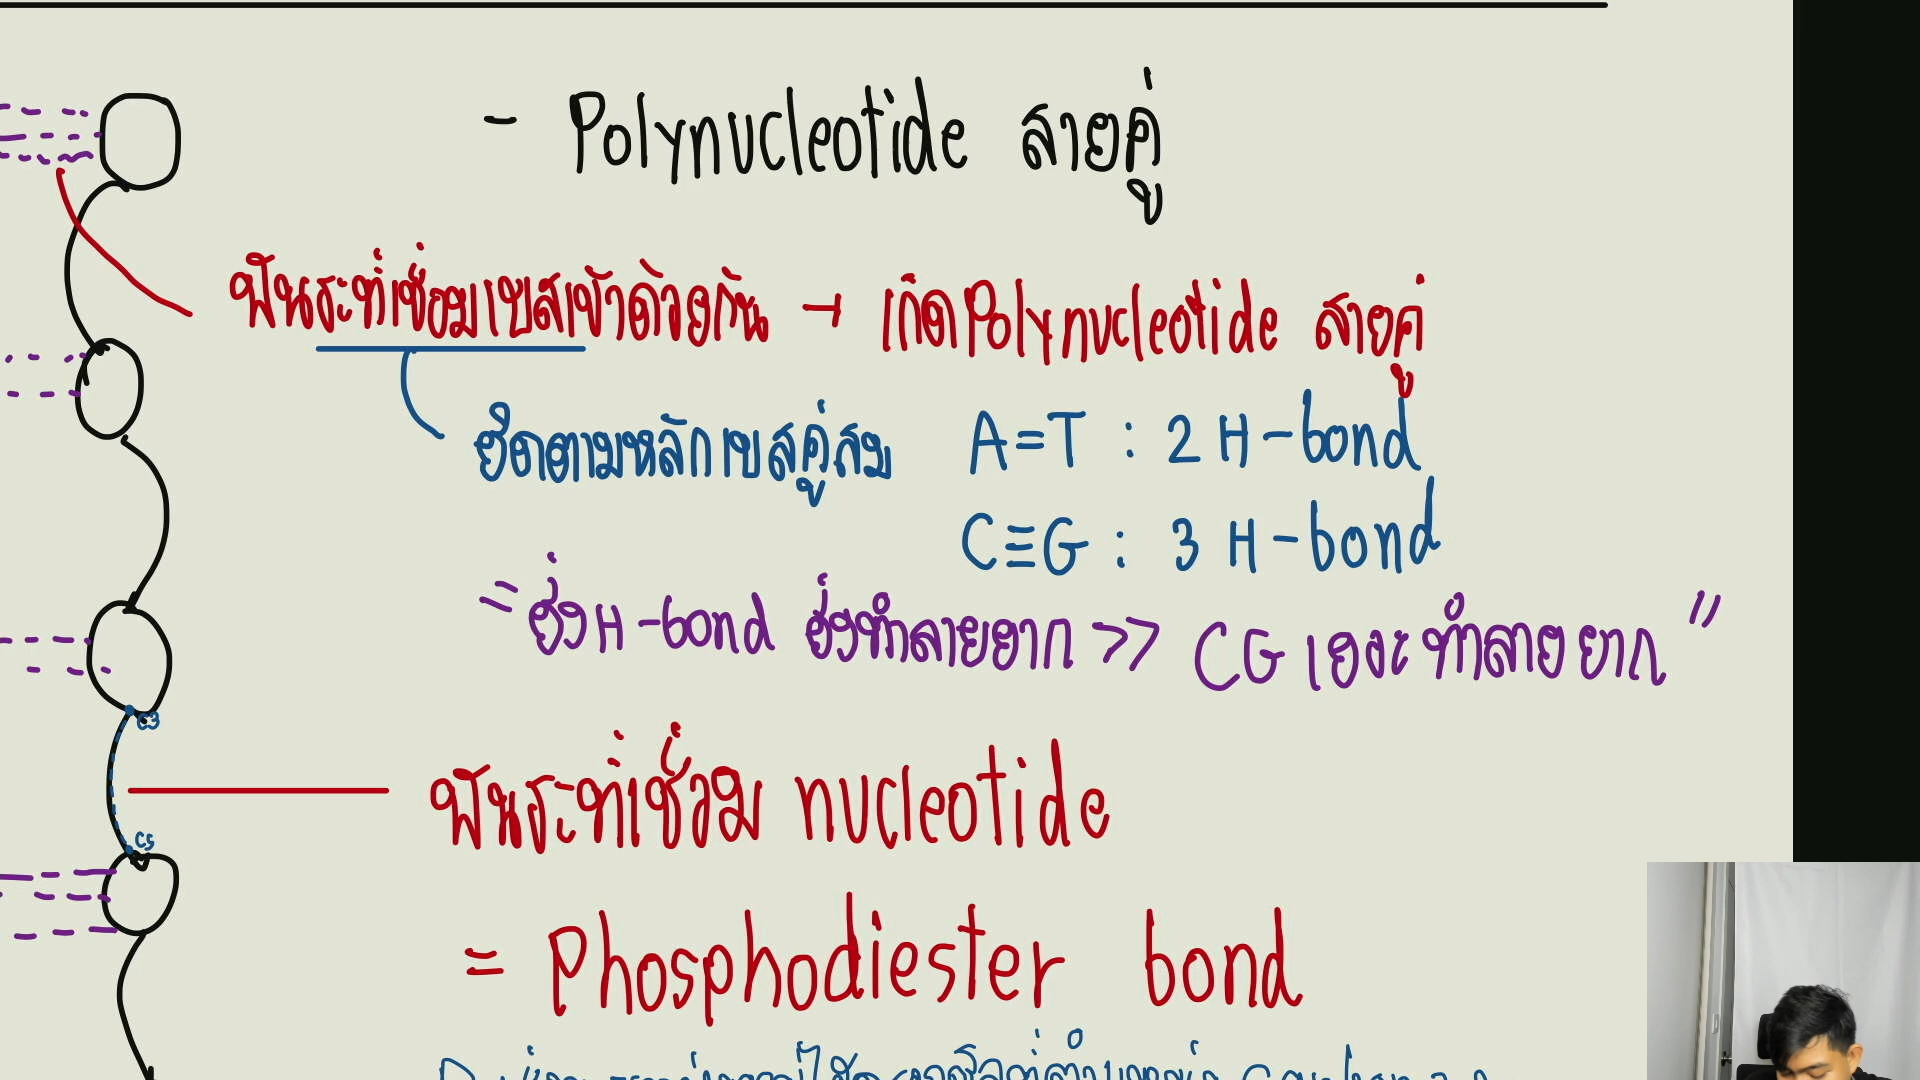 - Polynucleotide สายคู่
พันธะที่เชื่อมเบสเข้าด้วยกัน → เกิด Polynucleotide สายคู่
ยึดตามหลักเบสคู่สม A=T : 2 H-bond
C≡G : 3 H-bond
"ยิ่ง H-bond ยิ่งทำลายยาก >> CG เยอะ ทำลาย ยาก"
C3
พันธะที่เชื่อม nucleotide
C5
= Phosphodiester bond